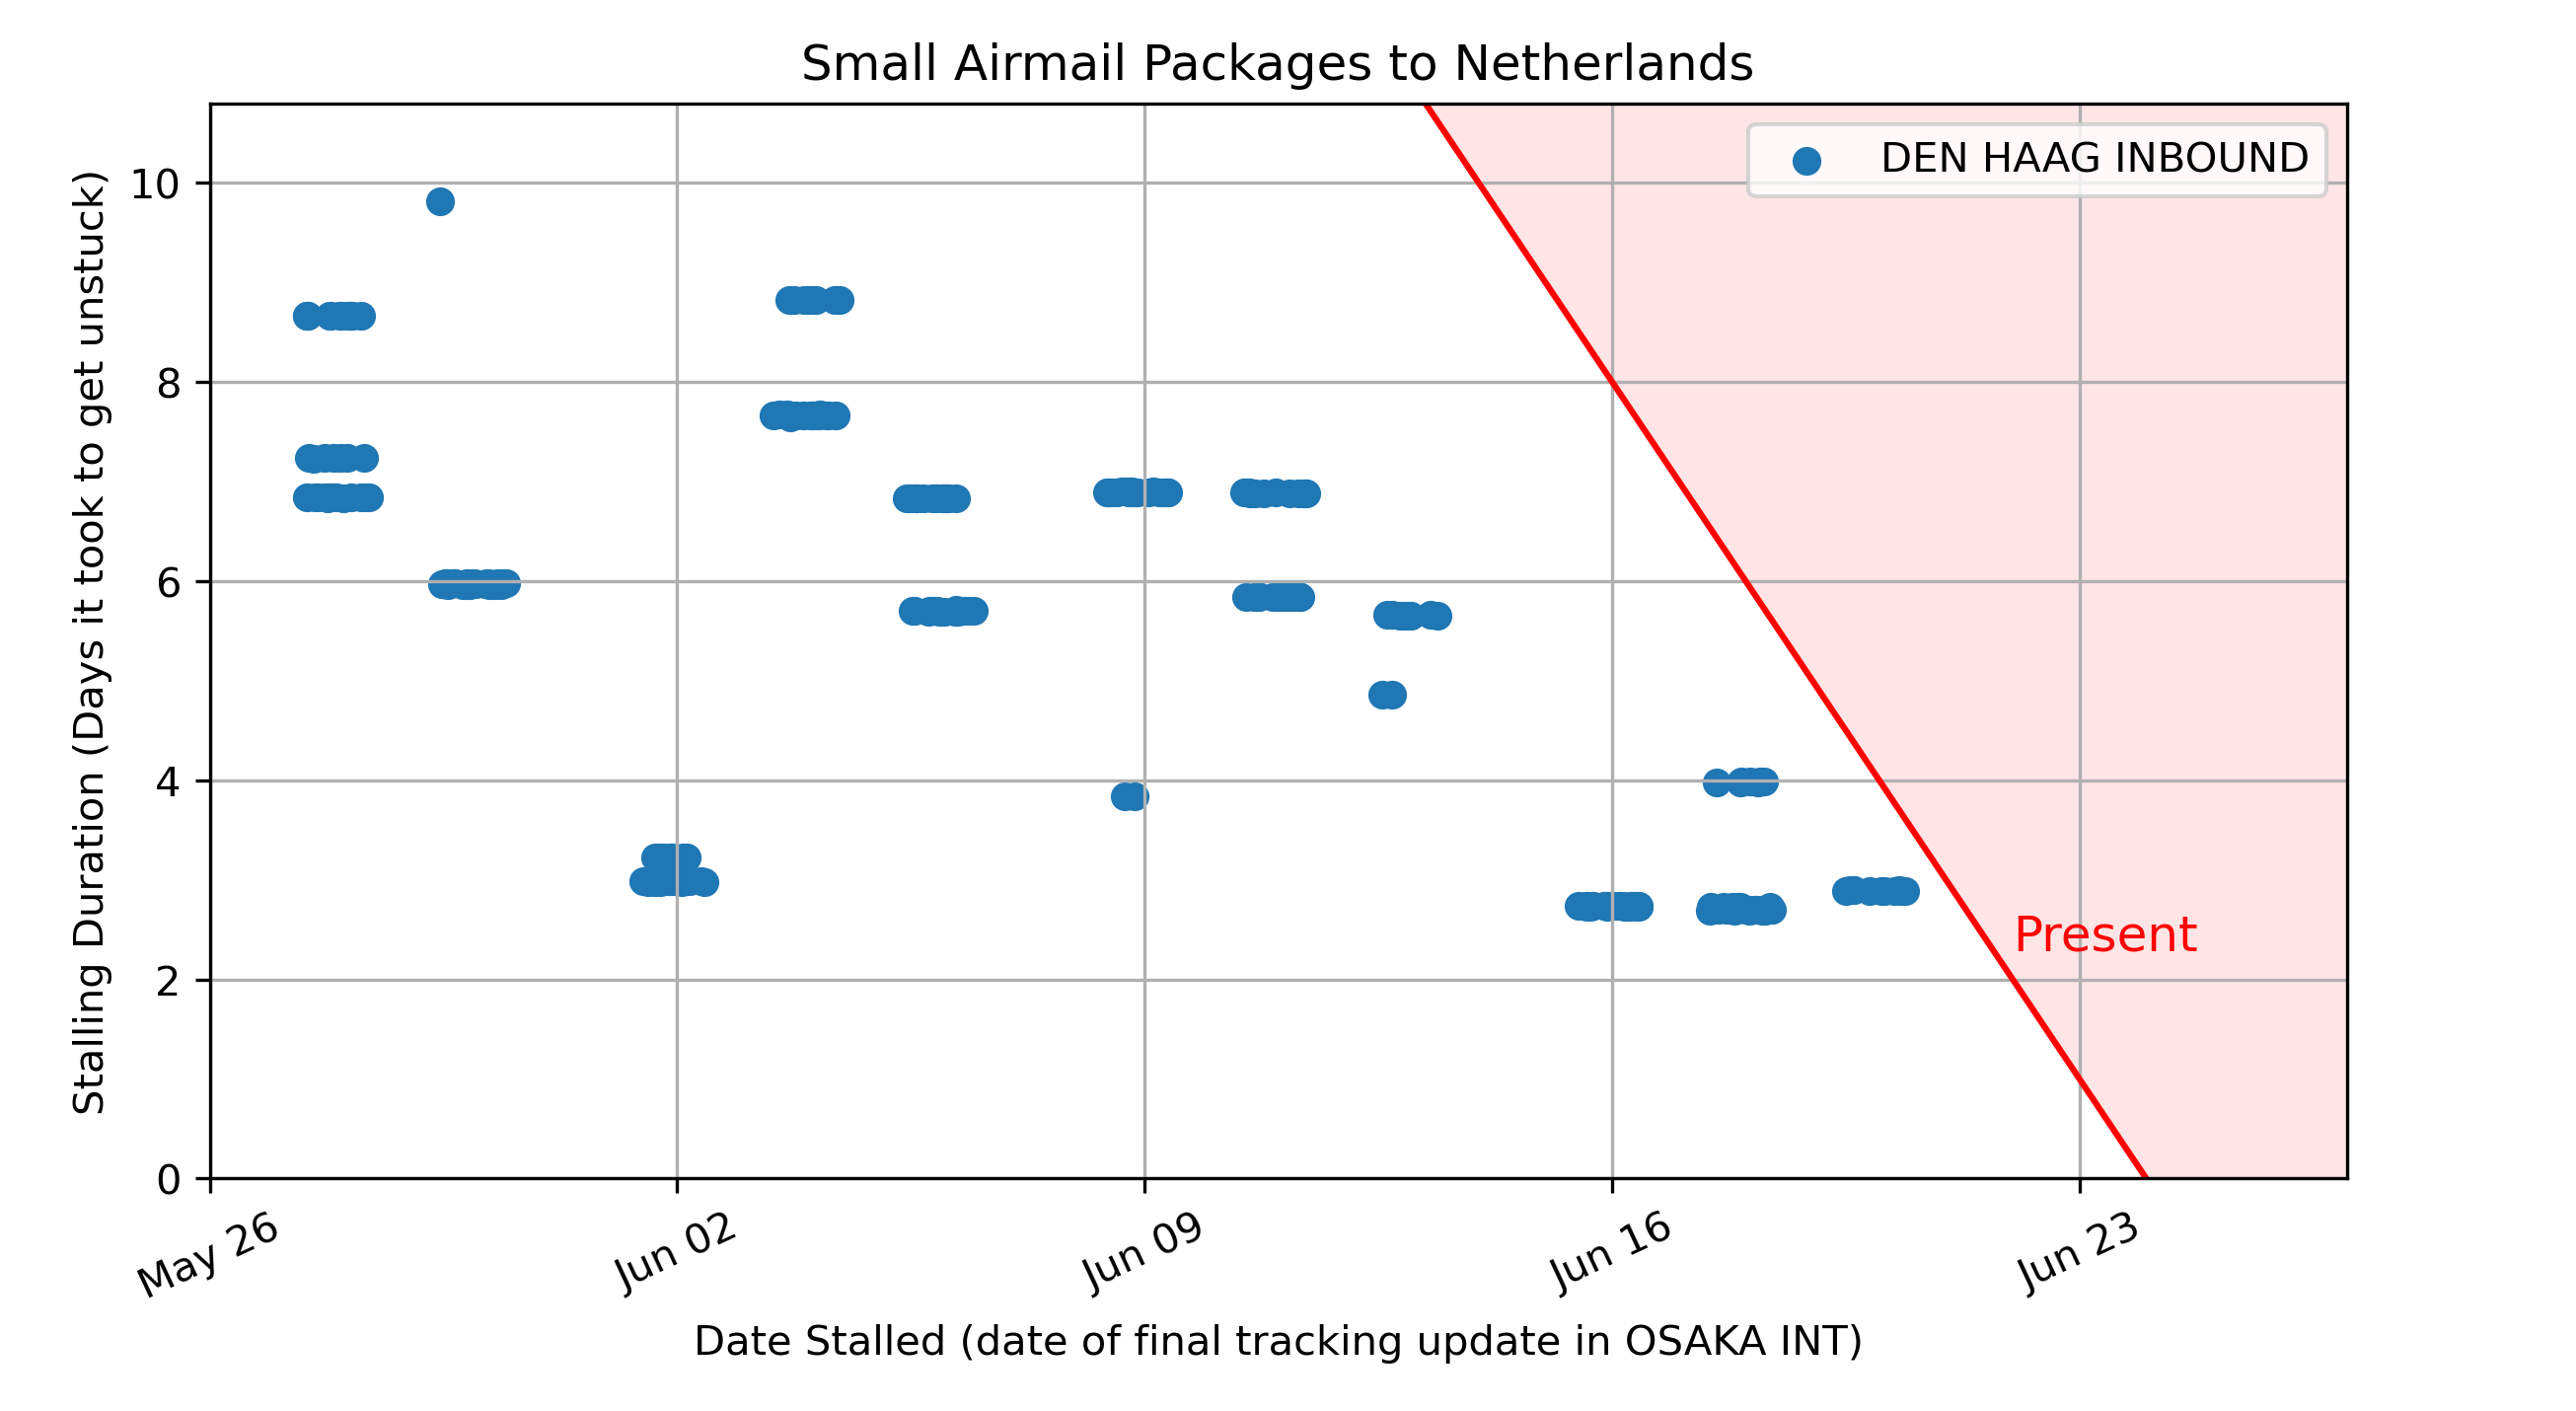 Small Airmail Packages to Netherlands
DEN HAAG INBOUND
Stalling Duration (Days it took to get unstuck)
10
8
6
4
2
0
Present
May 26
Jun 02
Jun 09
Jun 16
Jun 23
Date Stalled (date of final tracking update in OSAKA INT)